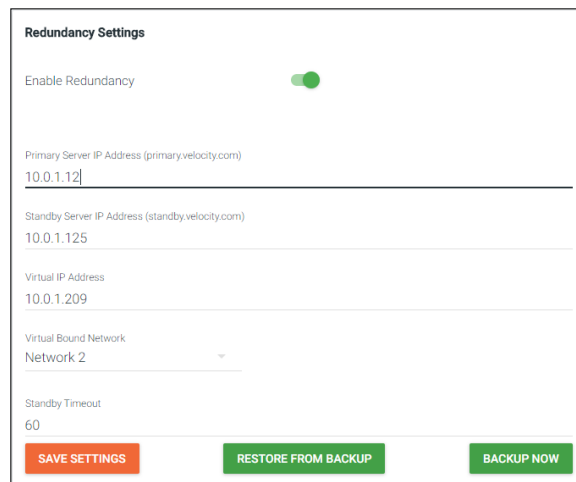 Redundancy Settings
Enable Redundancy
Primary Server IP Address (primary.velocity.com)
10.0.1.12
Standby Server IP Address (standby.velocity.com)
10.0.1.125
Virtual IP Address
10.0.1.209
Virtual Bound Network
Network 2
Standby Timeout
60
SAVE SETTINGS RESTORE FROM BACKUP BACKUP NOW